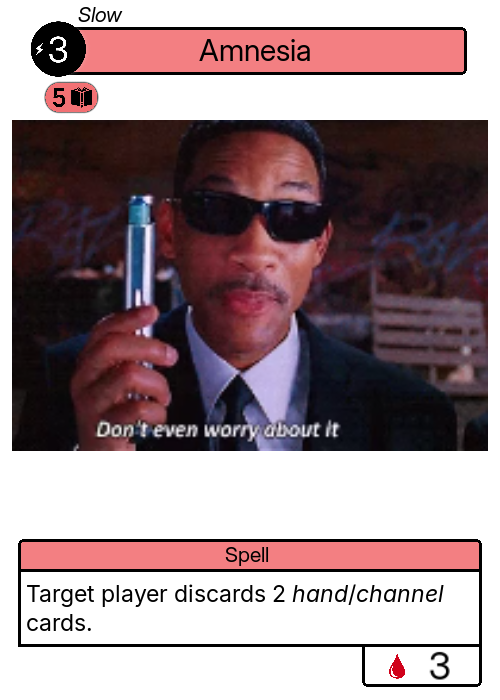 Slow
3 Amnesia
5
Don't even worry about it
Spell
Target player discards 2 hand/channel
cards.
3